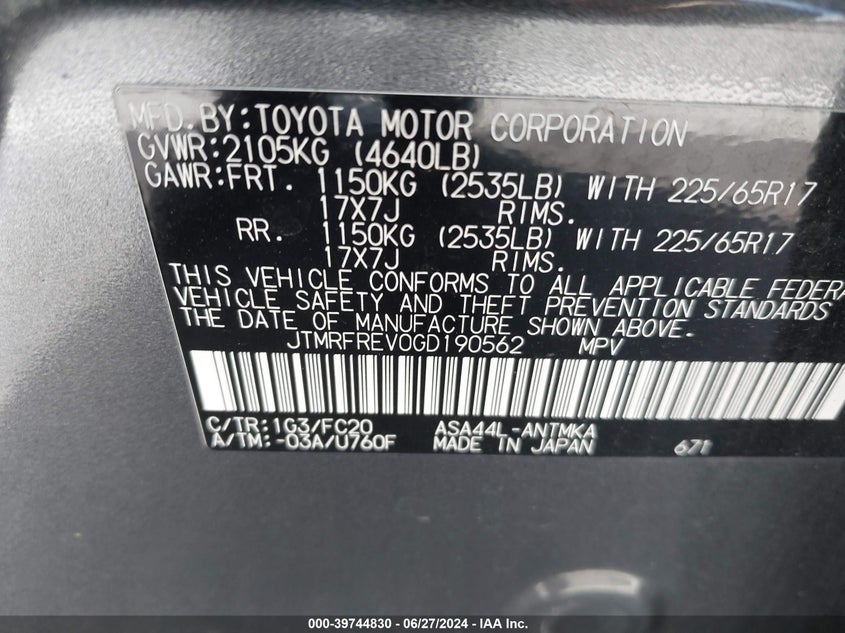 MFD. BY: TOYOTA MOTOR CORPORATION
GVWR: 2105KG (4640LB)
GAWR: FRT. 1150KG (2535LB) WITH 225/65R17
17X7J RIMS.
RR. 1150KG (2535LB) WITH 225/65R17
17X7J RIMS.
THIS VEHICLE CONFORMS TO ALL APPLICABLE FEDERA
VEHICLE SAFETY AND THEFT PREVENTION STANDARDS
THE DATE OF MANUFACTURE SHOWN ABOVE.
JTMRFREV0GD190562 MPV
C/TR: 1G3/FC20 ASA44L-ANTMKA
A/TM: -03A/U760F MADE IN JAPAN 671
000-39744830 - 06/27/2024 - IAA Inc.